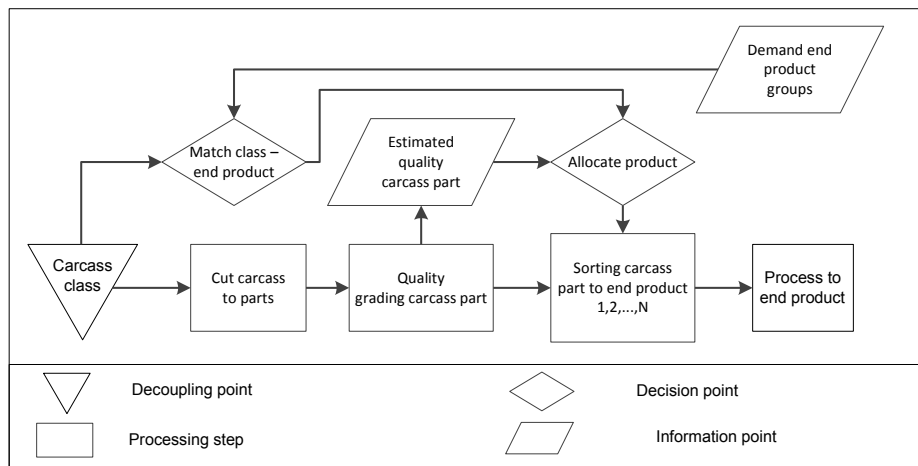 Demand end
product
groups
Match class –
end product
Estimated
quality
carcass part
Allocate product
Carcass
class
Cut carcass
to parts
Quality
grading carcass part
Sorting carcass
part to end product
1,2,...,N
Process to
end product
Decoupling point
Decision point
Processing step
Information point